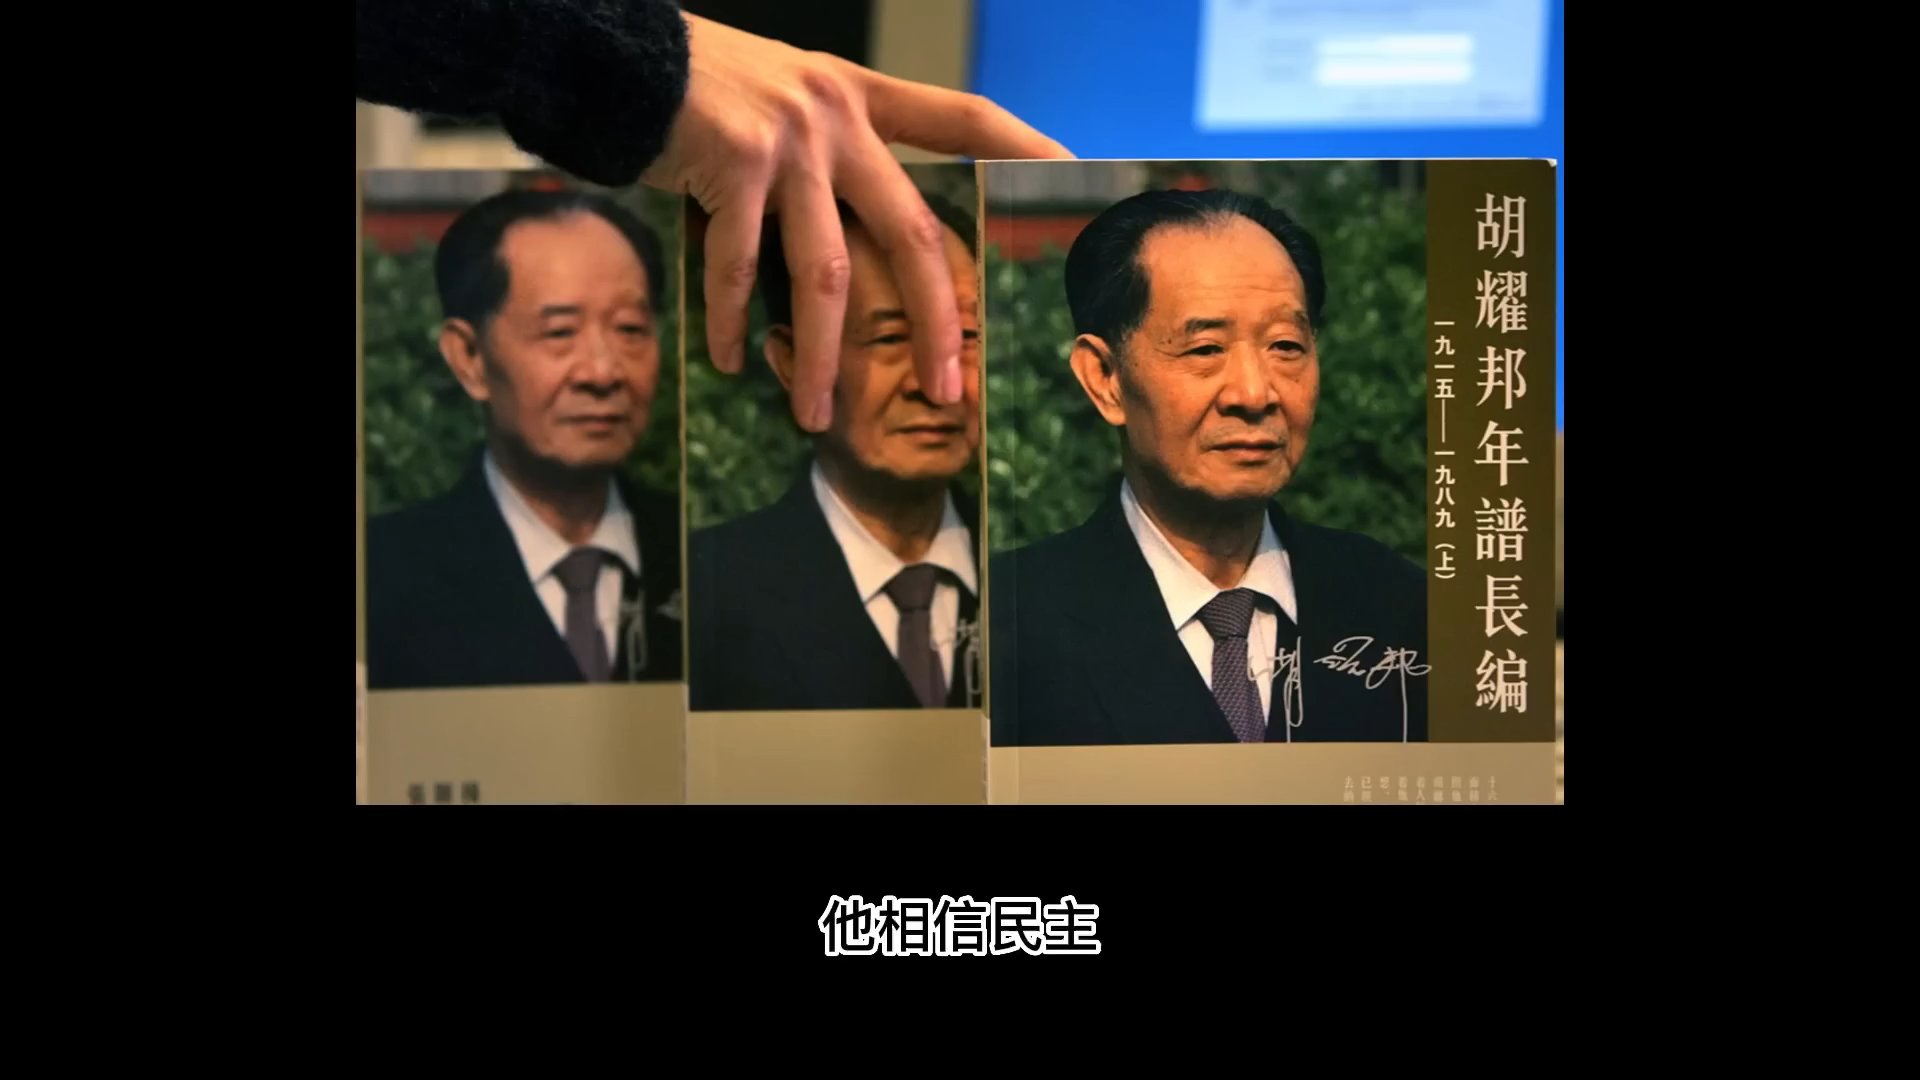 胡耀邦年譜長編
一九一五——一九八九（上）
他相信民主